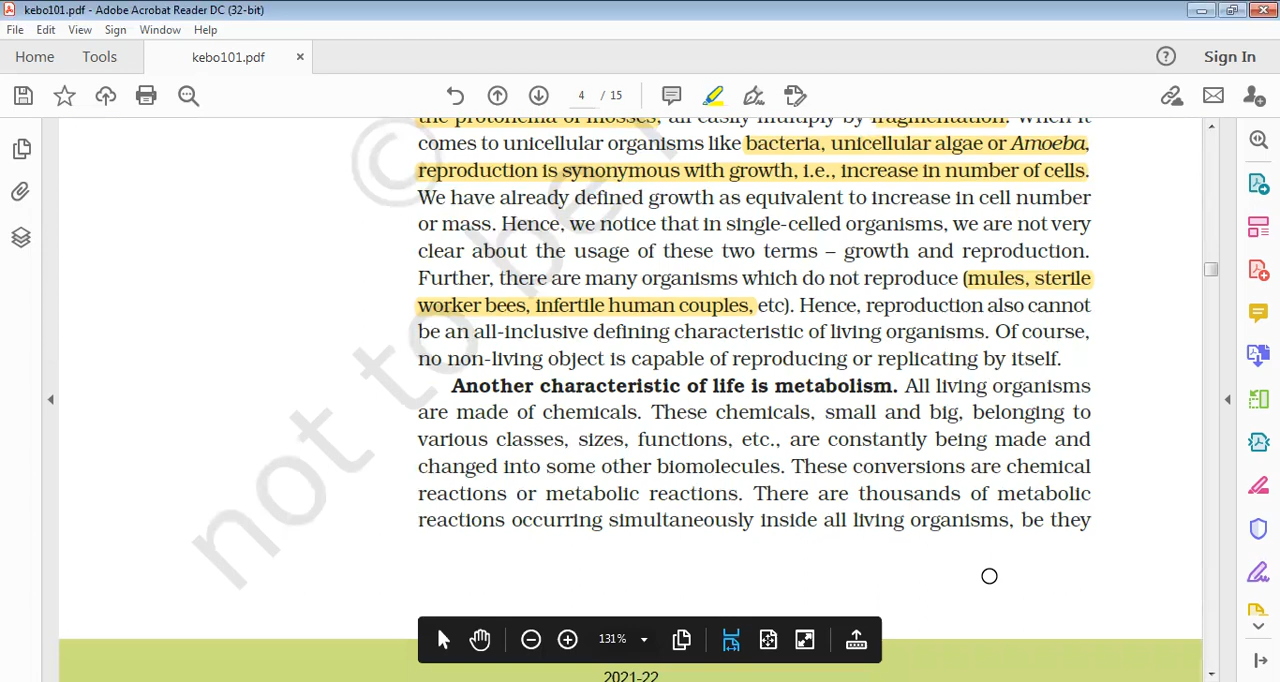 kebo101.pdf - Adobe Acrobat Reader DC (32-bit)
File Edit View Sign Window Help
Home Tools kebo101.pdf × Sign In
4 / 15
the protonema of mosses, all easily multiply by fragmentation. When it
comes to unicellular organisms like bacteria, unicellular algae or Amoeba,
reproduction is synonymous with growth, i.e., increase in number of cells.
We have already defined growth as equivalent to increase in cell number
or mass. Hence, we notice that in single-celled organisms, we are not very
clear about the usage of these two terms – growth and reproduction.
Further, there are many organisms which do not reproduce (mules, sterile
worker bees, infertile human couples, etc). Hence, reproduction also cannot
be an all-inclusive defining characteristic of living organisms. Of course,
no non-living object is capable of reproducing or replicating by itself.
Another characteristic of life is metabolism. All living organisms
are made of chemicals. These chemicals, small and big, belonging to
various classes, sizes, functions, etc., are constantly being made and
changed into some other biomolecules. These conversions are chemical
reactions or metabolic reactions. There are thousands of metabolic
reactions occurring simultaneously inside all living organisms, be they
© not to be r
131%
2021-22